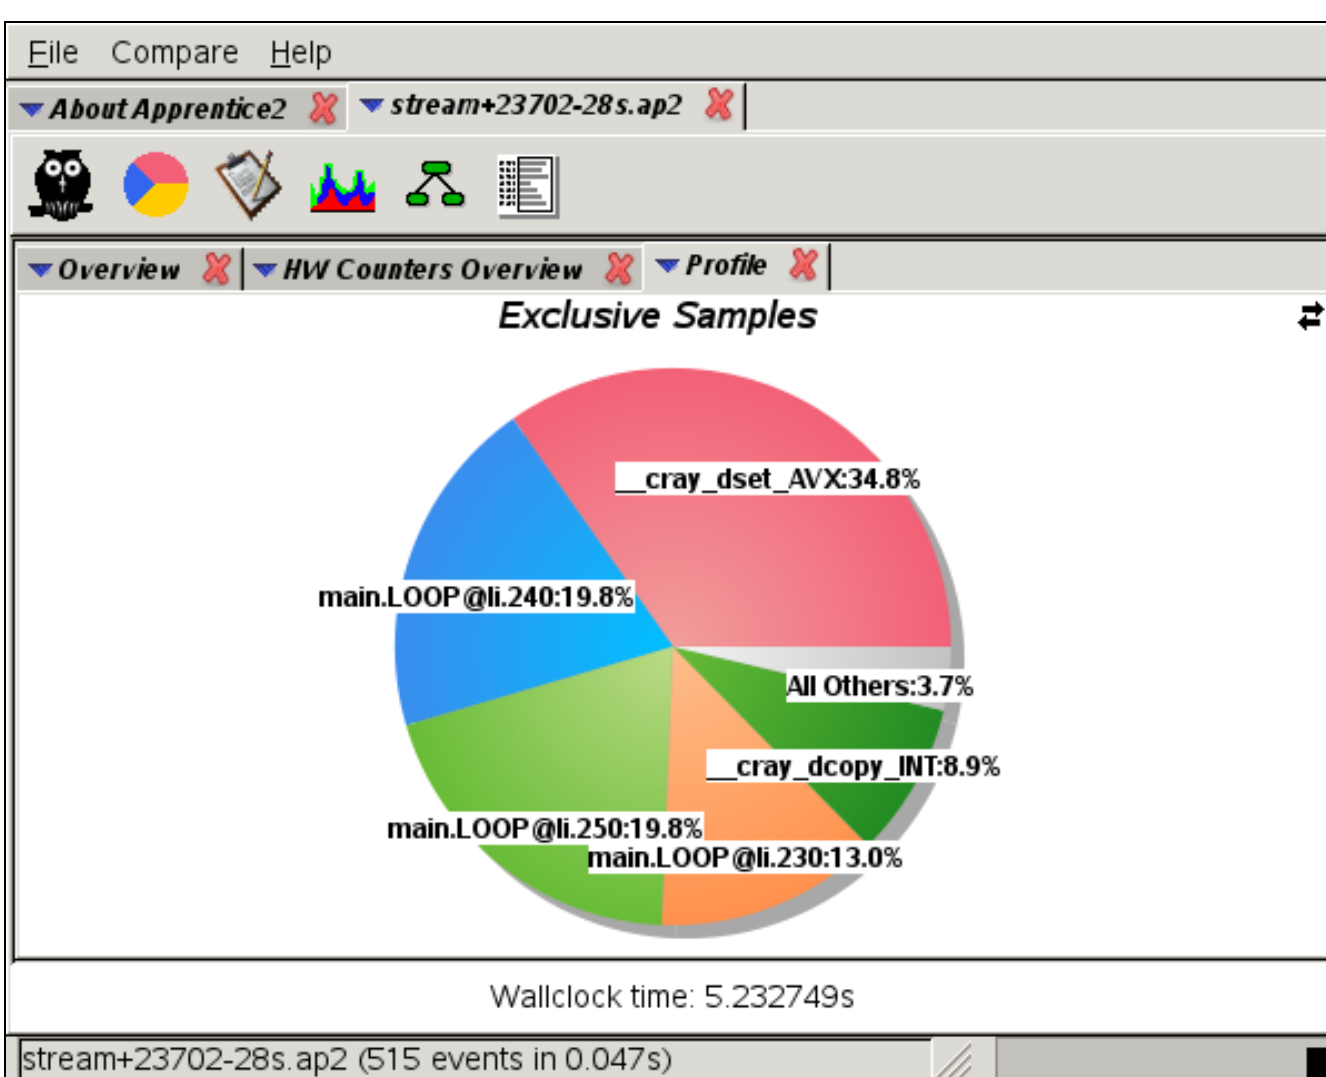 File Compare Help
About Apprentice2 stream+23702-28s.ap2
Overview HW Counters Overview Profile
Exclusive Samples
__cray_dset_AVX:34.8%
main.LOOP@li.240:19.8%
All Others:3.7%
__cray_dcopy_INT:8.9%
main.LOOP@li.250:19.8%
main.LOOP@li.230:13.0%
Wallclock time: 5.232749s
stream+23702-28s.ap2 (515 events in 0.047s)